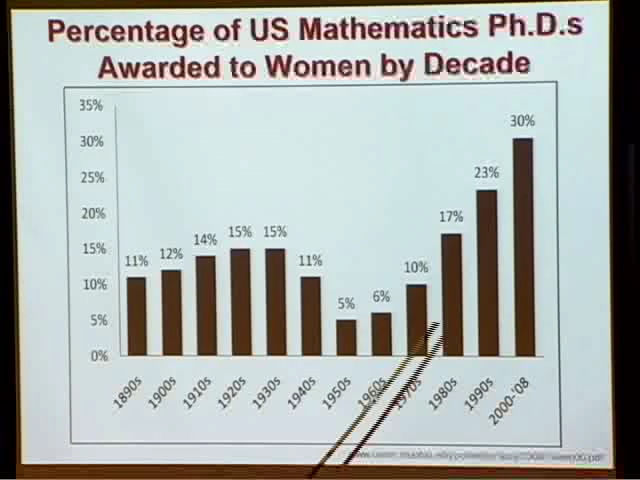 Percentage of US Mathematics Ph.D.s
Awarded to Women by Decade
35%
30%
25%
20%
15%
10%
5%
0%
11%
12%
14%
15%
15%
11%
5%
6%
10%
17%
23%
30%
1890s
1900s
1910s
1920s
1930s
1940s
1950s
1960s
1970s
1980s
1990s
2000-'08